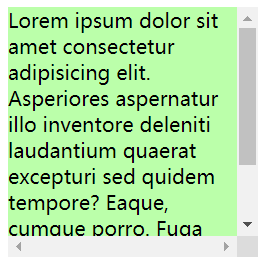 Lorem ipsum dolor sit
amet consectetur
adipisicing elit.
Asperiores aspernatur
illo inventore deleniti
laudantium quaerat
excepturi sed quidem
tempore? Eaque,
cumque porro. Fuga